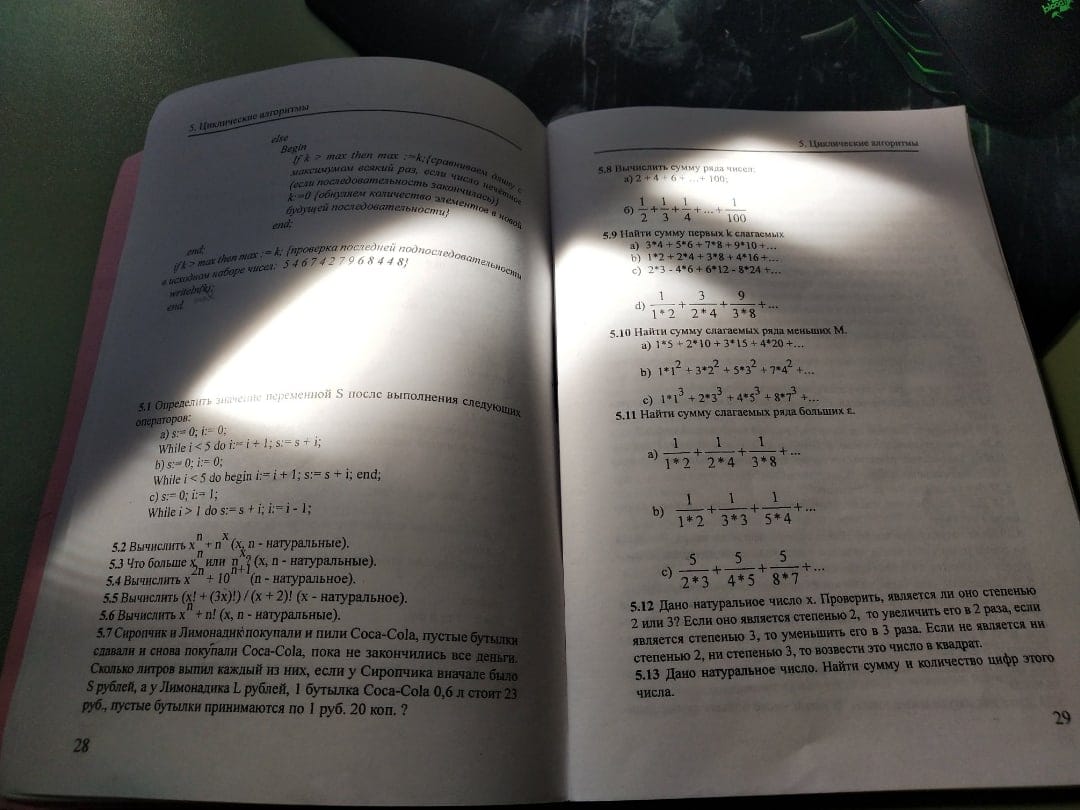 5. Циклические алгоритмы
else
Begin
If k > max then max :=k;{сравниваем длину с
максимумом всякий раз, если число нечётное
(если последовательность закончилась)}
k:=0 {обнуляем количество элементов в новой
будущей последовательности}
end;
end;
if k > max then max := k; {проверка последней подпоследовательности
в исходном наборе чисел: 5 4 6 7 4 2 7 9 6 8 4 4 8}
end
5.1 Определить значение переменной S после выполнения следующих
операторов:
a) s:= 0; i:= 0;
While i < 5 do i:= i + 1; s:= s + i;
b) s:= 0; i:= 0;
While i < 5 do begin i:= i + 1; s:= s + i; end;
c) s:= 0; i:= 1;
While i > 1 do s:= s + i; i:= i - 1;
5.2 Вычислить x^n + n^x (x, n - натуральные).
5.3 Что больше x^n или n^x? (x, n - натуральные).
5.4 Вычислить x^2n + 10^n+1 (n - натуральное).
5.5 Вычислить (x! + (3x)!) / (x + 2)! (x - натуральное).
5.6 Вычислить x^n + n! (x, n - натуральные).
5.7 Сиропчик и Лимонадик покупали и пили Coca-Cola, пустые бутылки
сдавали и снова покупали Coca-Cola, пока не закончились все деньги.
Сколько литров выпил каждый из них, если у Сиропчика вначале было
S рублей, а у Лимонадика L рублей, 1 бутылка Coca-Cola 0,6 л стоит 23
руб., пустые бутылки принимаются по 1 руб. 20 коп. ?
28
5. Циклические алгоритмы
5.8 Вычислить сумму ряда чисел:
a) 2 + 4 + 6 + ...+ 100;
б) 1/2 + 1/3 + 1/4 + ... + 1/100
5.9 Найти сумму первых k слагаемых
a) 3*4 + 5*6 + 7*8 + 9*10 +...
b) 1*2 + 2*4 + 3*8 + 4*16 +...
c) 2*3 - 4*6 + 6*12 - 8*24 +...
d) 1/1*2 + 3/2*4 + 9/3*8 + ...
5.10 Найти сумму слагаемых ряда меньших M.
a) 1*5 + 2*10 + 3*15 + 4*20 +...
b) 1*1^2 + 3*2^2 + 5*3^2 + 7*4^2 +...
c) 1*1^3 + 2*3^3 + 4*5^3 + 8*7^3 +...
5.11 Найти сумму слагаемых ряда больших ε.
a) 1/1*2 + 1/2*4 + 1/3*8 + ...
b) 1/1*2 + 1/3*3 + 1/5*4 + ...
c) 5/2*3 + 5/4*5 + 5/8*7 + ...
5.12 Дано натуральное число x. Проверить, является ли оно степенью
2 или 3? Если оно является степенью 2, то увеличить его в 2 раза, если
является степенью 3, то уменьшить его в 3 раза. Если не является ни
степенью 2, ни степенью 3, то возвести это число в квадрат.
5.13 Дано натуральное число. Найти сумму и количество цифр этого
числа.
29